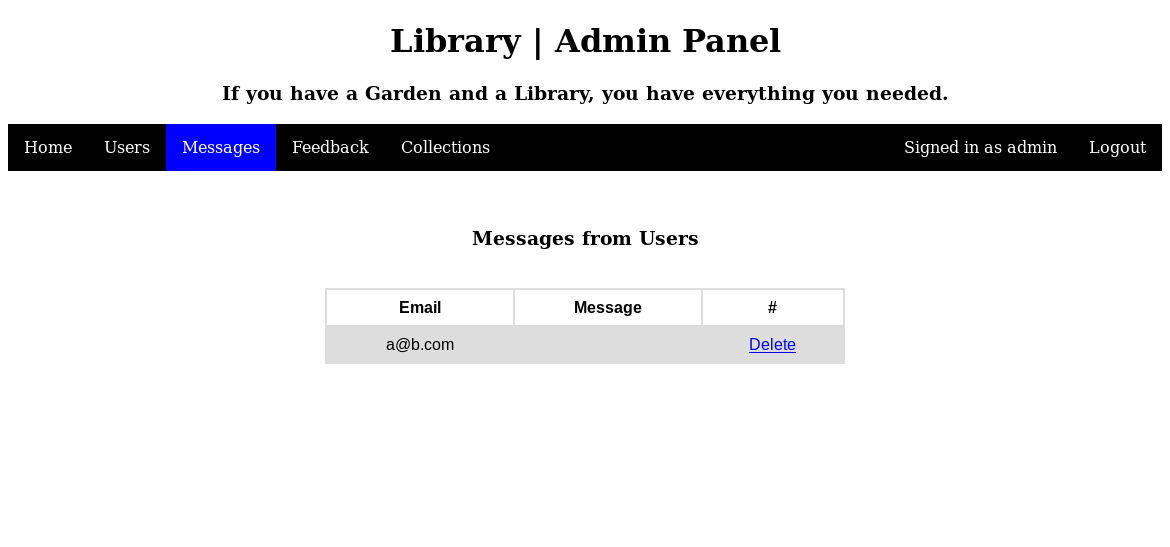 Library | Admin Panel
If you have a Garden and a Library, you have everything you needed.
Home Users Messages Feedback Collections Signed in as admin Logout
Messages from Users
Email Message #
a@b.com Delete